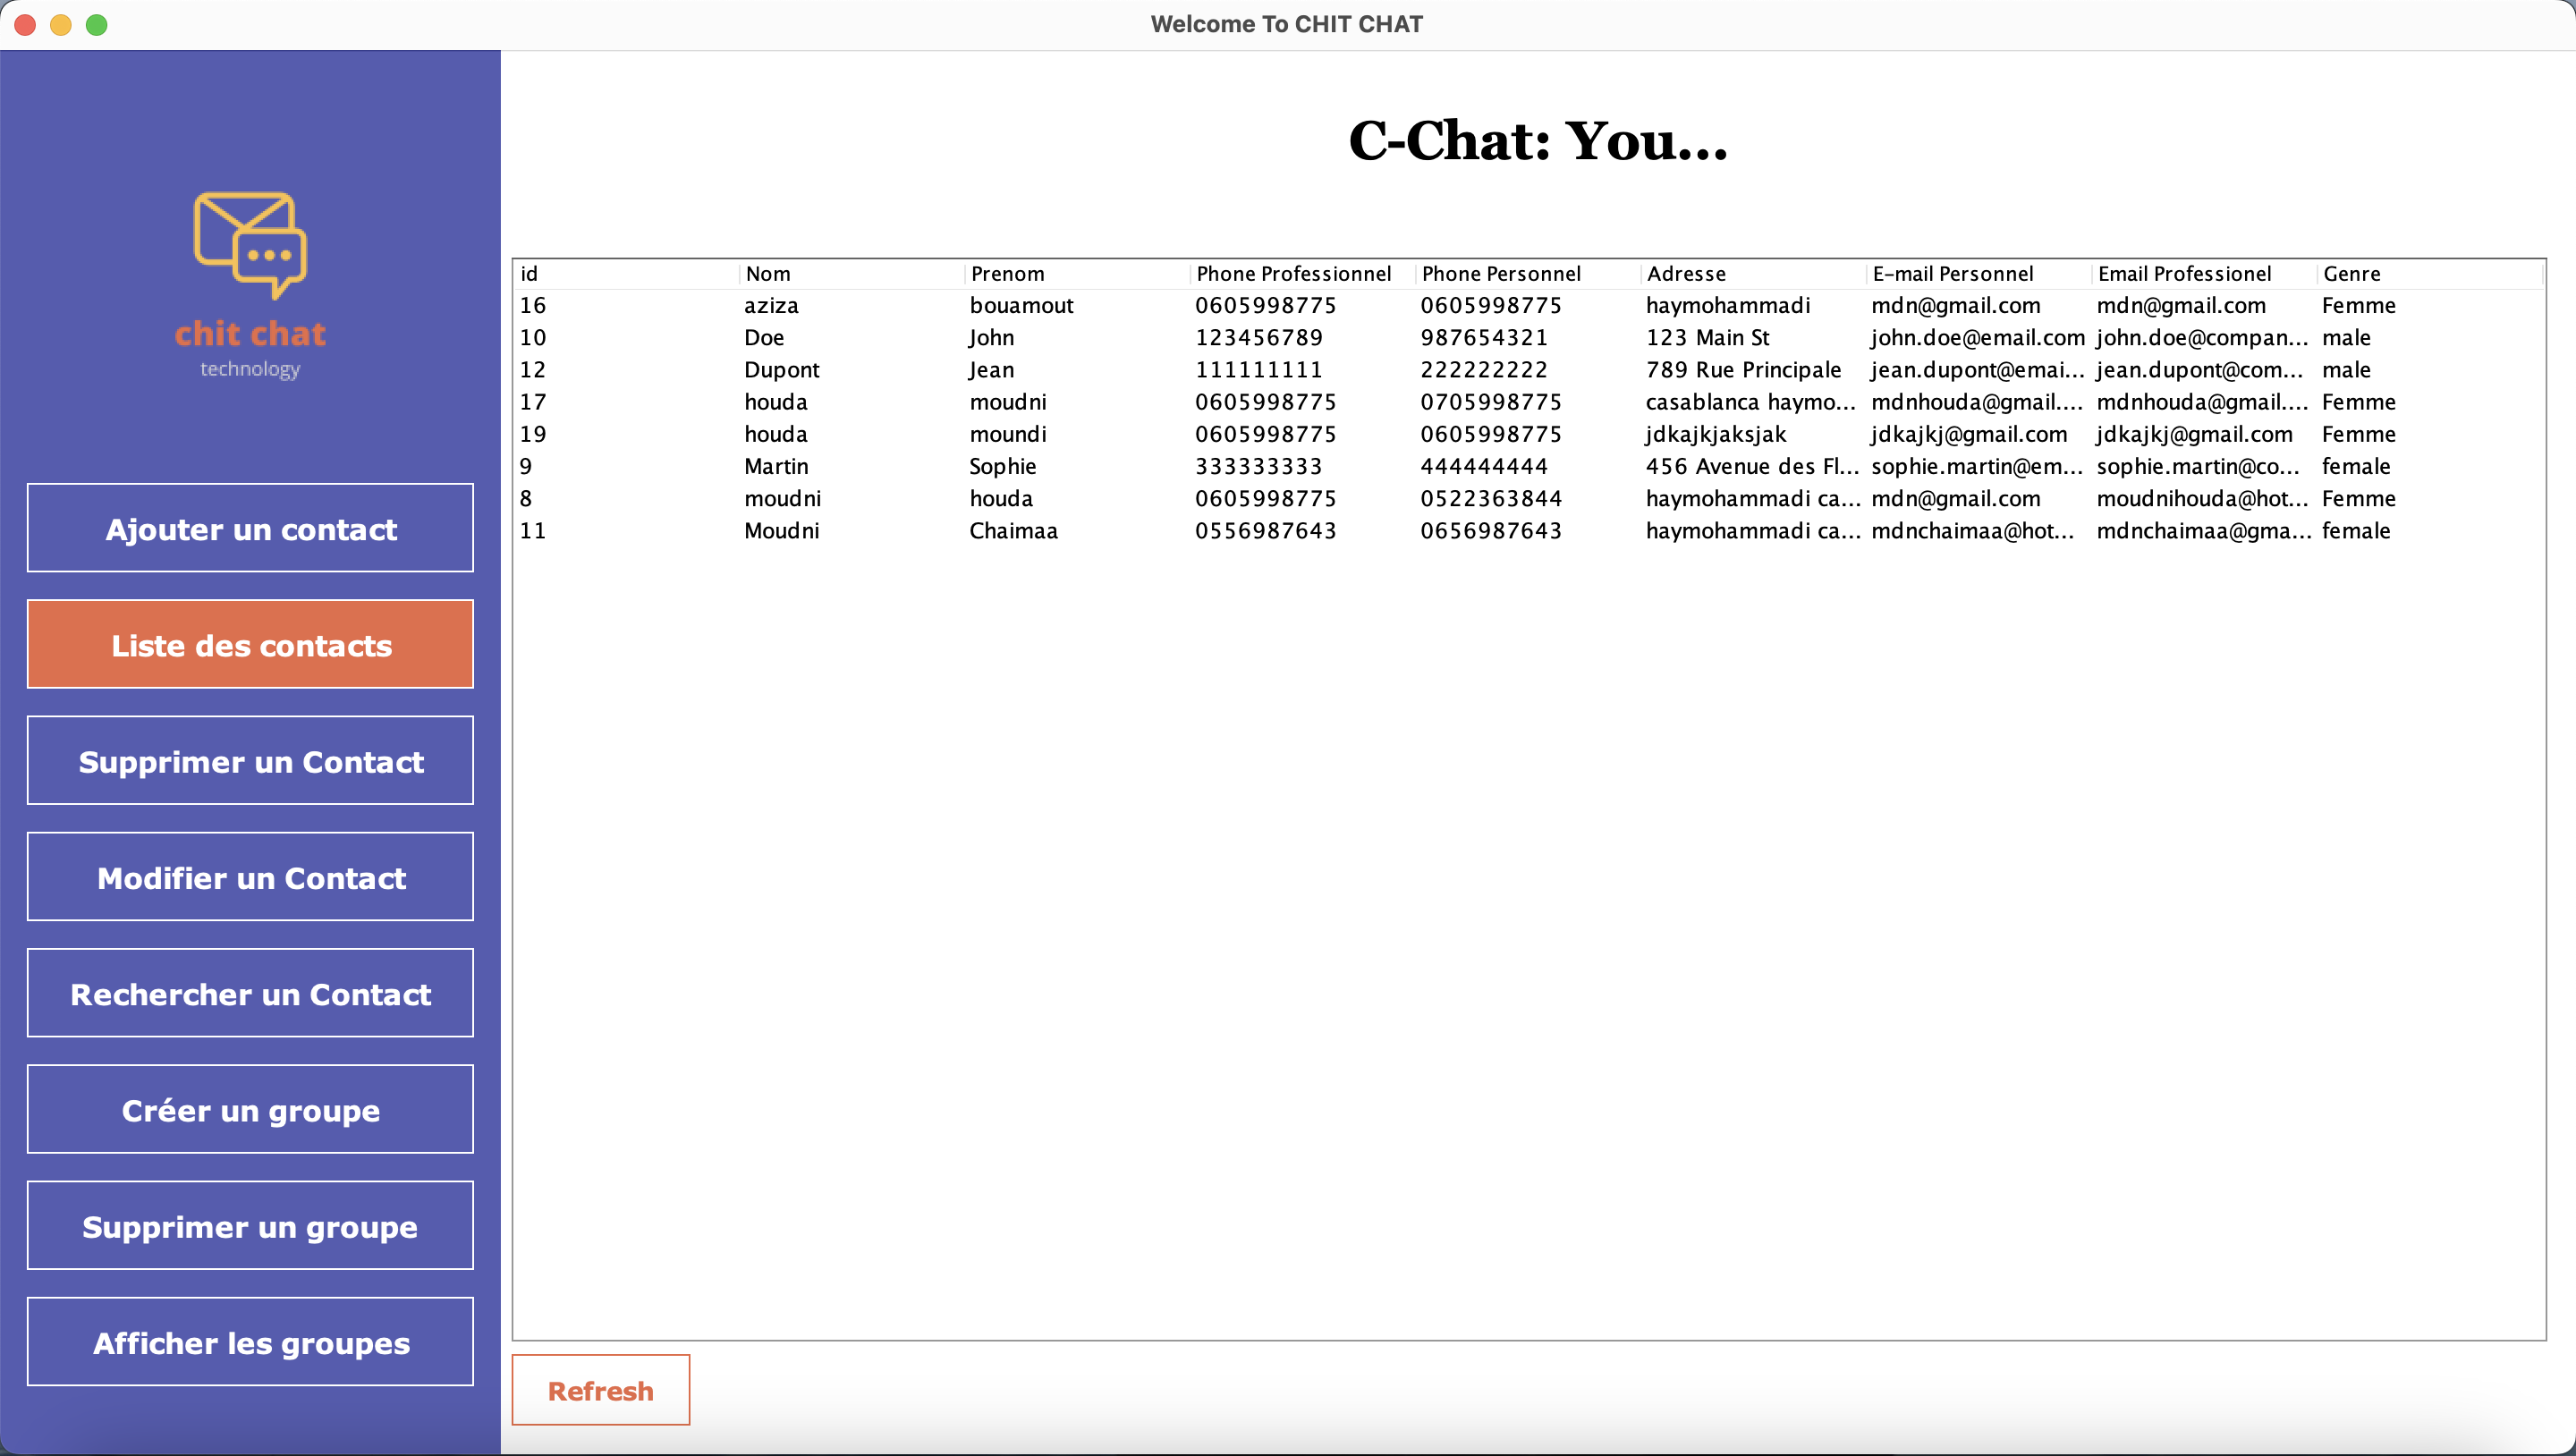 Welcome To CHIT CHAT
chit chat
technology
Ajouter un contact
Liste des contacts
Supprimer un Contact
Modifier un Contact
Rechercher un Contact
Créer un groupe
Supprimer un groupe
Afficher les groupes
C-Chat: You...
id Nom Prenom Phone Professionnel Phone Personnel Adresse E-mail Personnel Email Professionel Genre
16 aziza bouamout 0605998775 0605998775 haymohammadi mdn@gmail.com mdn@gmail.com Femme
10 Doe John 123456789 987654321 123 Main St john.doe@email.com john.doe@compan... male
12 Dupont Jean 111111111 222222222 789 Rue Principale jean.dupont@emai... jean.dupont@com... male
17 houda moudni 0605998775 0705998775 casablanca haymo... mdnhouda@gmail.... mdnhouda@gmail.... Femme
19 houda moundi 0605998775 0605998775 jdkajkjaksjak jdkajkj@gmail.com jdkajkj@gmail.com Femme
9 Martin Sophie 333333333 444444444 456 Avenue des Fl... sophie.martin@em... sophie.martin@co... female
8 moudni houda 0605998775 0522363844 haymohammadi ca... mdn@gmail.com moudnihouda@hot... Femme
11 Moudni Chaimaa 0556987643 0656987643 haymohammadi ca... mdnchaimaa@hot... mdnchaimaa@gma... female
Refresh